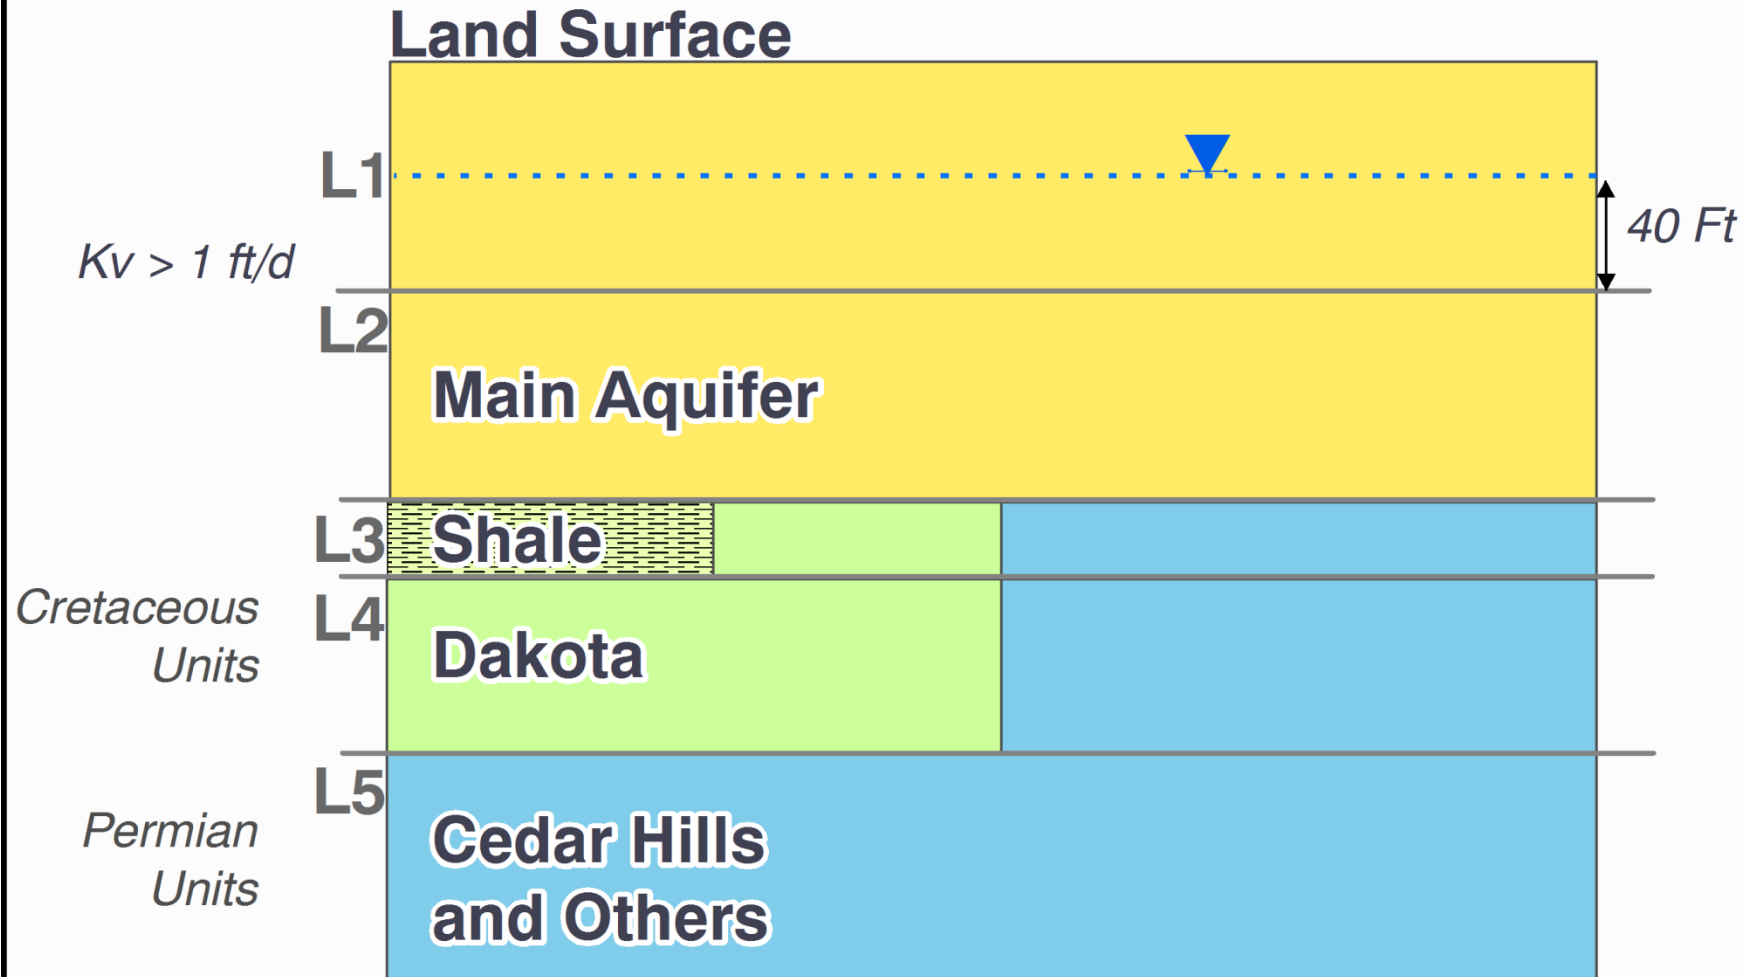 Land Surface
L1
40 Ft
Kv > 1 ft/d
L2
Main Aquifer
L3
Shale
Cretaceous
Units
L4
Dakota
L5
Permian
Units
Cedar Hills
and Others